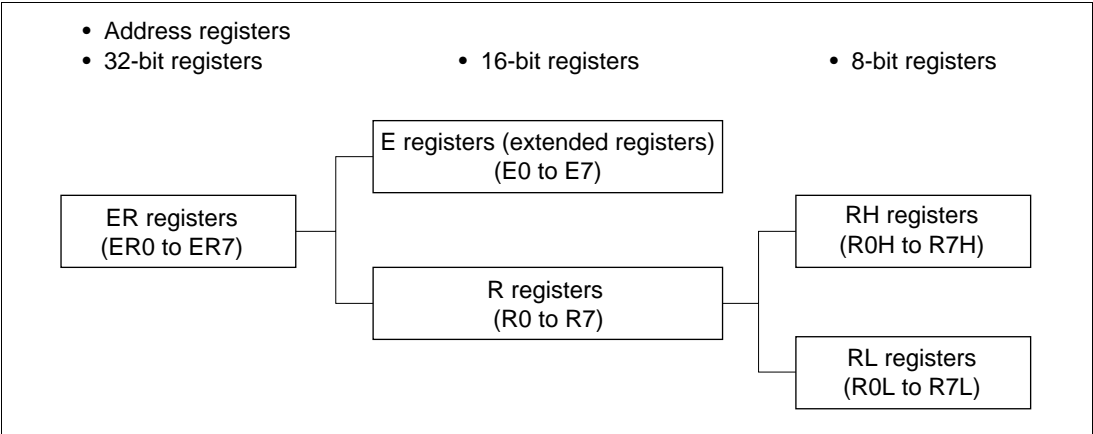 • Address registers
• 32-bit registers
• 16-bit registers
• 8-bit registers
E registers (extended registers)
(E0 to E7)
ER registers
(ER0 to ER7)
RH registers
(R0H to R7H)
R registers
(R0 to R7)
RL registers
(R0L to R7L)